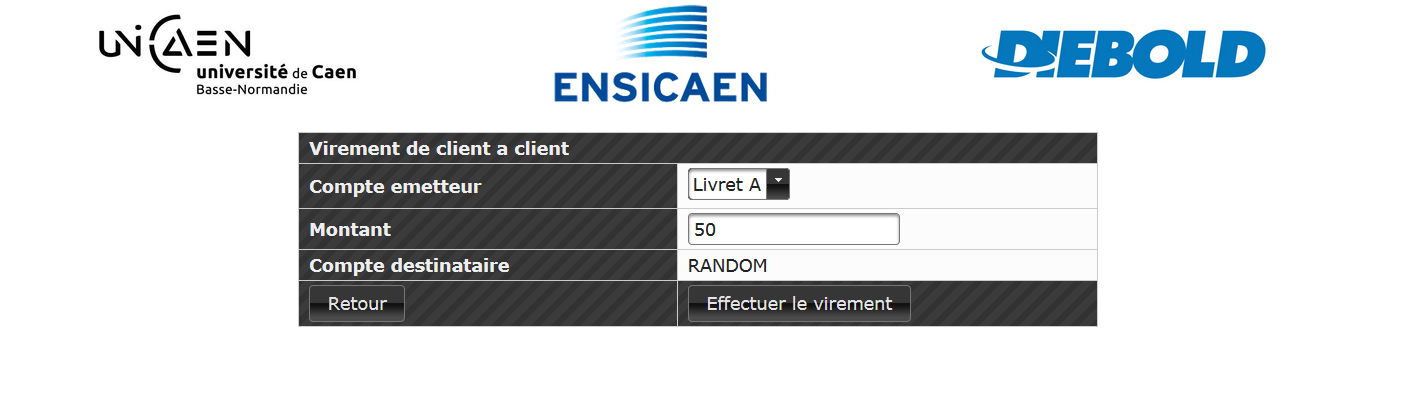 UNICAEN
université de Caen
Basse-Normandie
ENSICAEN
DIEBOLD
Virement de client a client
Compte emetteur Livret A
Montant 50
Compte destinataire RANDOM
Retour Effectuer le virement